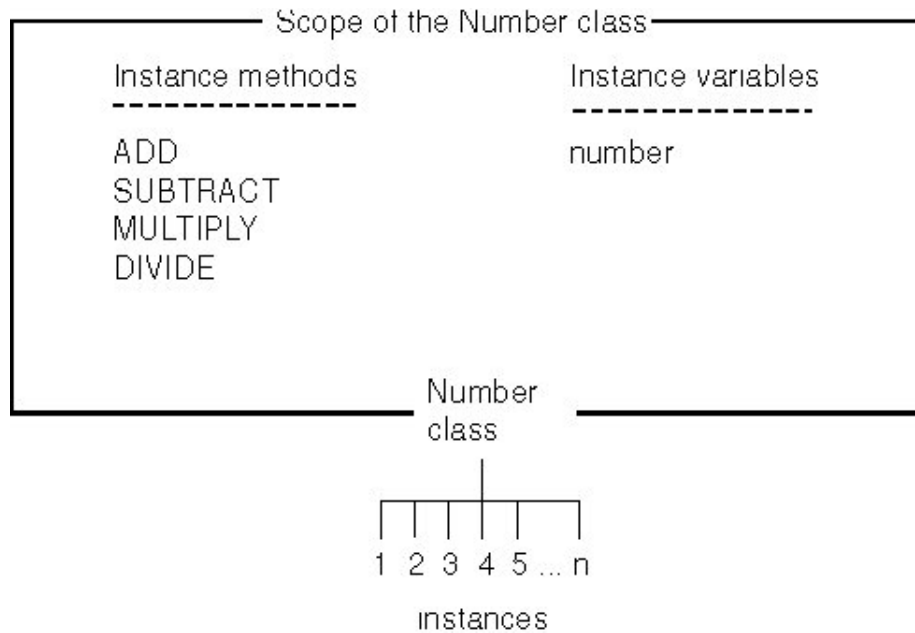 Scope of the Number class
Instance methods
Instance variables
ADD
number
SUBTRACT
MULTIPLY
DIVIDE
Number
class
1 2 3 4 5 ... n
instances